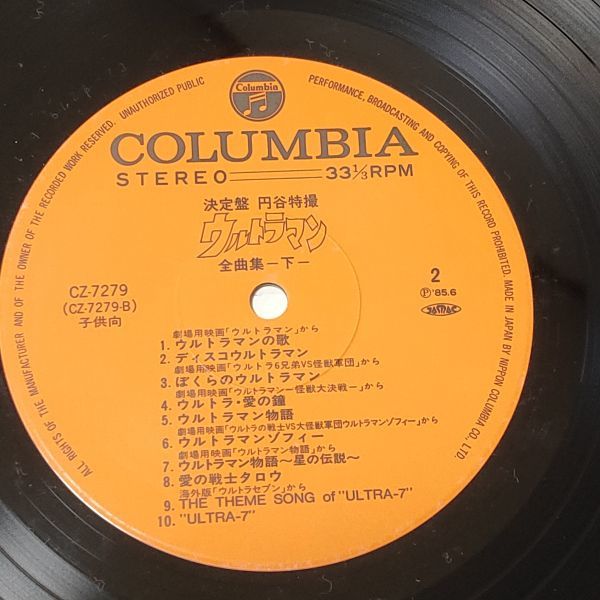 Columbia
COLUMBIA
STEREO 33 1/3 RPM
決定盤 円谷特撮
ウルトラマン
全曲集ー下ー
CZ-7279
(CZ-7279-B)
子供向
2
Ⓟ'85.6
JASRAC
劇場用映画「ウルトラマン」から
1. ウルトラマンの歌
2. ディスコウルトラマン
劇場用映画「ウルトラ6兄弟VS怪獣軍団」から
3. ぼくらのウルトラマン
劇場用映画「ウルトラマンー怪獣大決戦ー」から
4. ウルトラ・愛の鐘
5. ウルトラマン物語
劇場用映画「ウルトラの戦士VS大怪獣軍団ウルトラマンゾフィー」から
6. ウルトラマンゾフィー
劇場用映画「ウルトラマン物語」から
7. ウルトラマン物語〜星の伝説〜
8. 愛の戦士タロウ
海外版「ウルトラセブン」から
9. THE THEME SONG of "ULTRA-7"
10. "ULTRA-7"
ALL RIGHTS OF THE MANUFACTURER AND OF THE OWNER OF THE RECORDED WORK RESERVED. UNAUTHORIZED PUBLIC PERFORMANCE, BROADCASTING AND COPYING OF THIS RECORD PROHIBITED. MADE IN JAPAN BY NIPPON COLUMBIA CO., LTD.